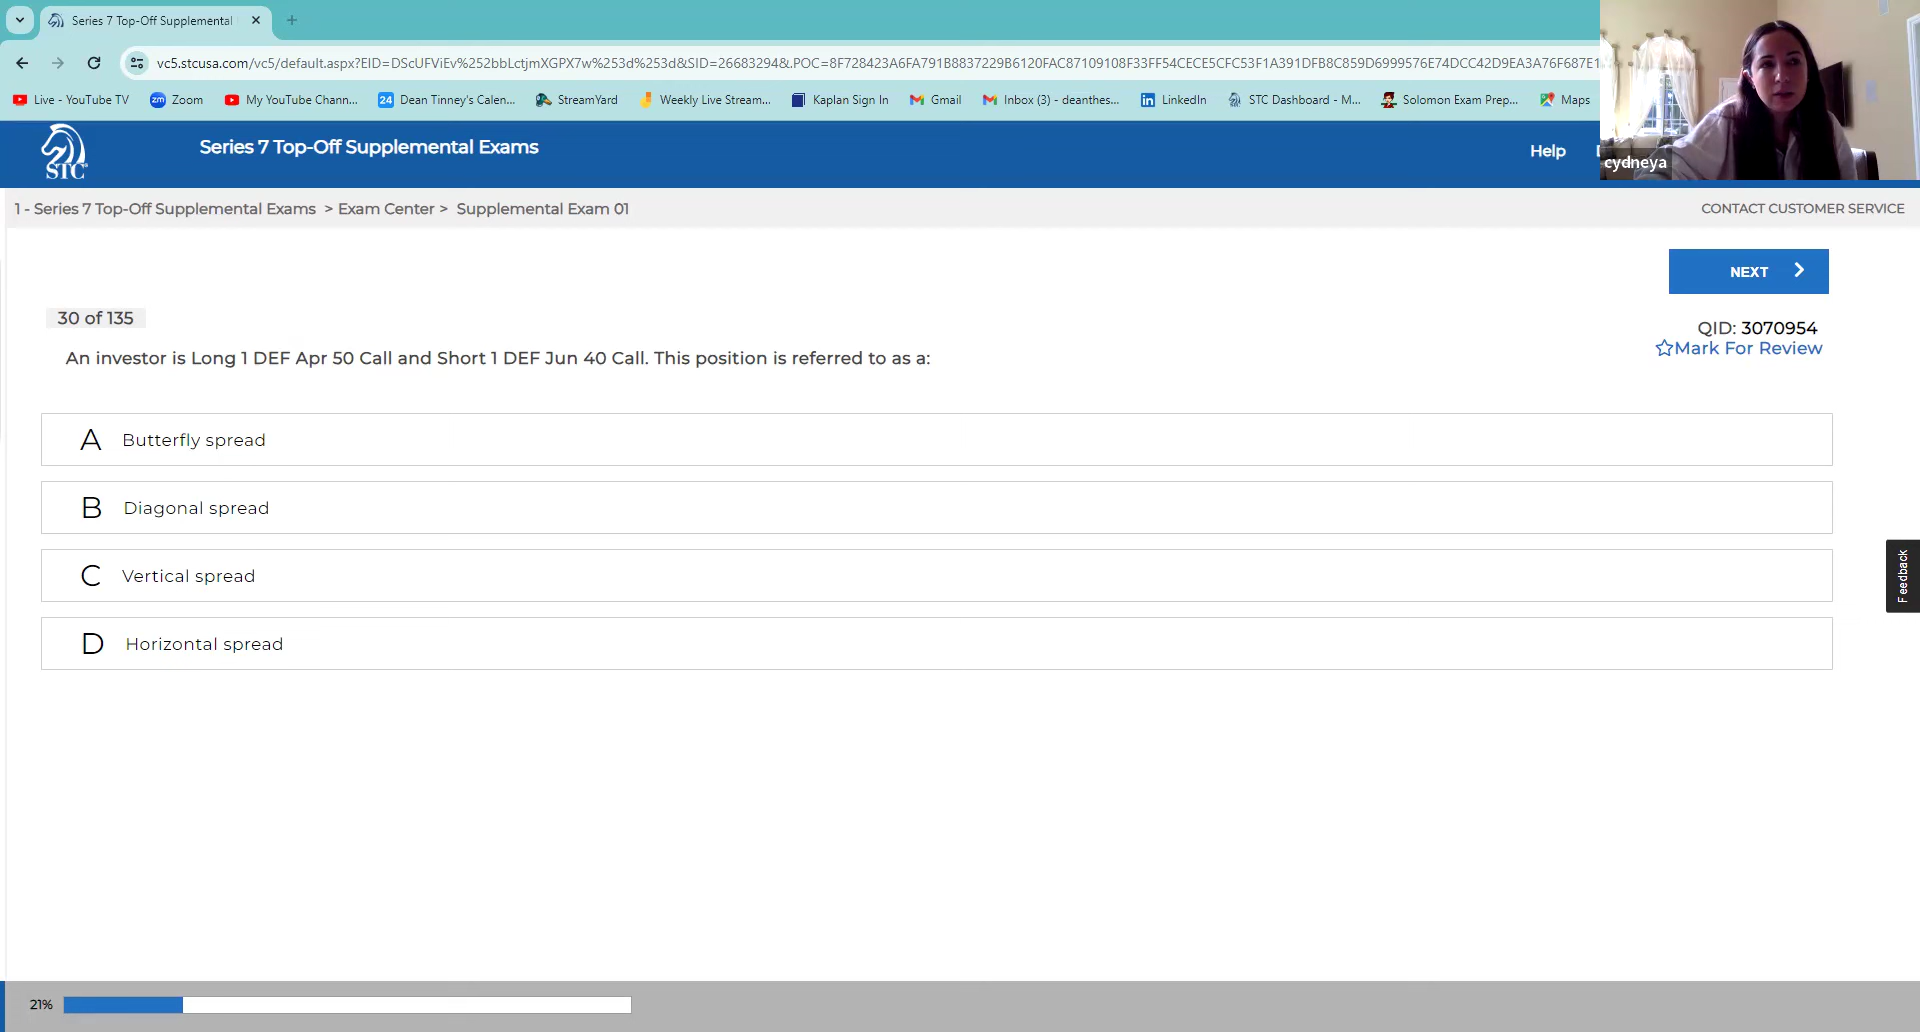 Series 7 Top-Off Supplemental
vc5.stcusa.com/vc5/default.aspx?EID=DScUFViEv%252bbLctjmXGPX7w%253d%253d&SID=26683294&.POC=8F728423A6FA791B8837229B6120FAC87109108F33FF54CECE5CFC53F1A391DFB8C859D6999576E74DCC42D9EA3A76F687E1
Live - YouTube TV Zoom My YouTube Chann... 24 Dean Tinney's Calen... StreamYard Weekly Live Stream... Kaplan Sign In Gmail Inbox (3) - deanthes... LinkedIn STC Dashboard - M... Solomon Exam Prep... Maps
cydneya
STC
Series 7 Top-Off Supplemental Exams
Help
1 - Series 7 Top-Off Supplemental Exams > Exam Center > Supplemental Exam 01
CONTACT CUSTOMER SERVICE
NEXT
30 of 135
QID: 3070954
Mark For Review
An investor is Long 1 DEF Apr 50 Call and Short 1 DEF Jun 40 Call. This position is referred to as a:
A Butterfly spread
B Diagonal spread
C Vertical spread
D Horizontal spread
Feedback
21%